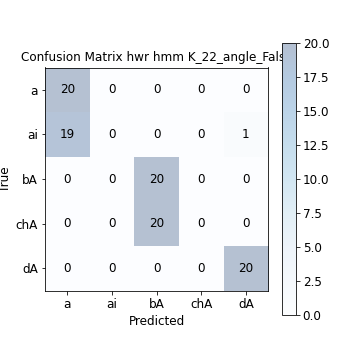 Confusion Matrix hwr hmm K_22_angle_Fals
a 20 0 0 0 0
ai 19 0 0 0 1
bA 0 0 20 0 0
chA 0 0 20 0 0
dA 0 0 0 0 20
a ai bA chA dA
Predicted
True
20.0
17.5
15.0
12.5
10.0
7.5
5.0
2.5
0.0